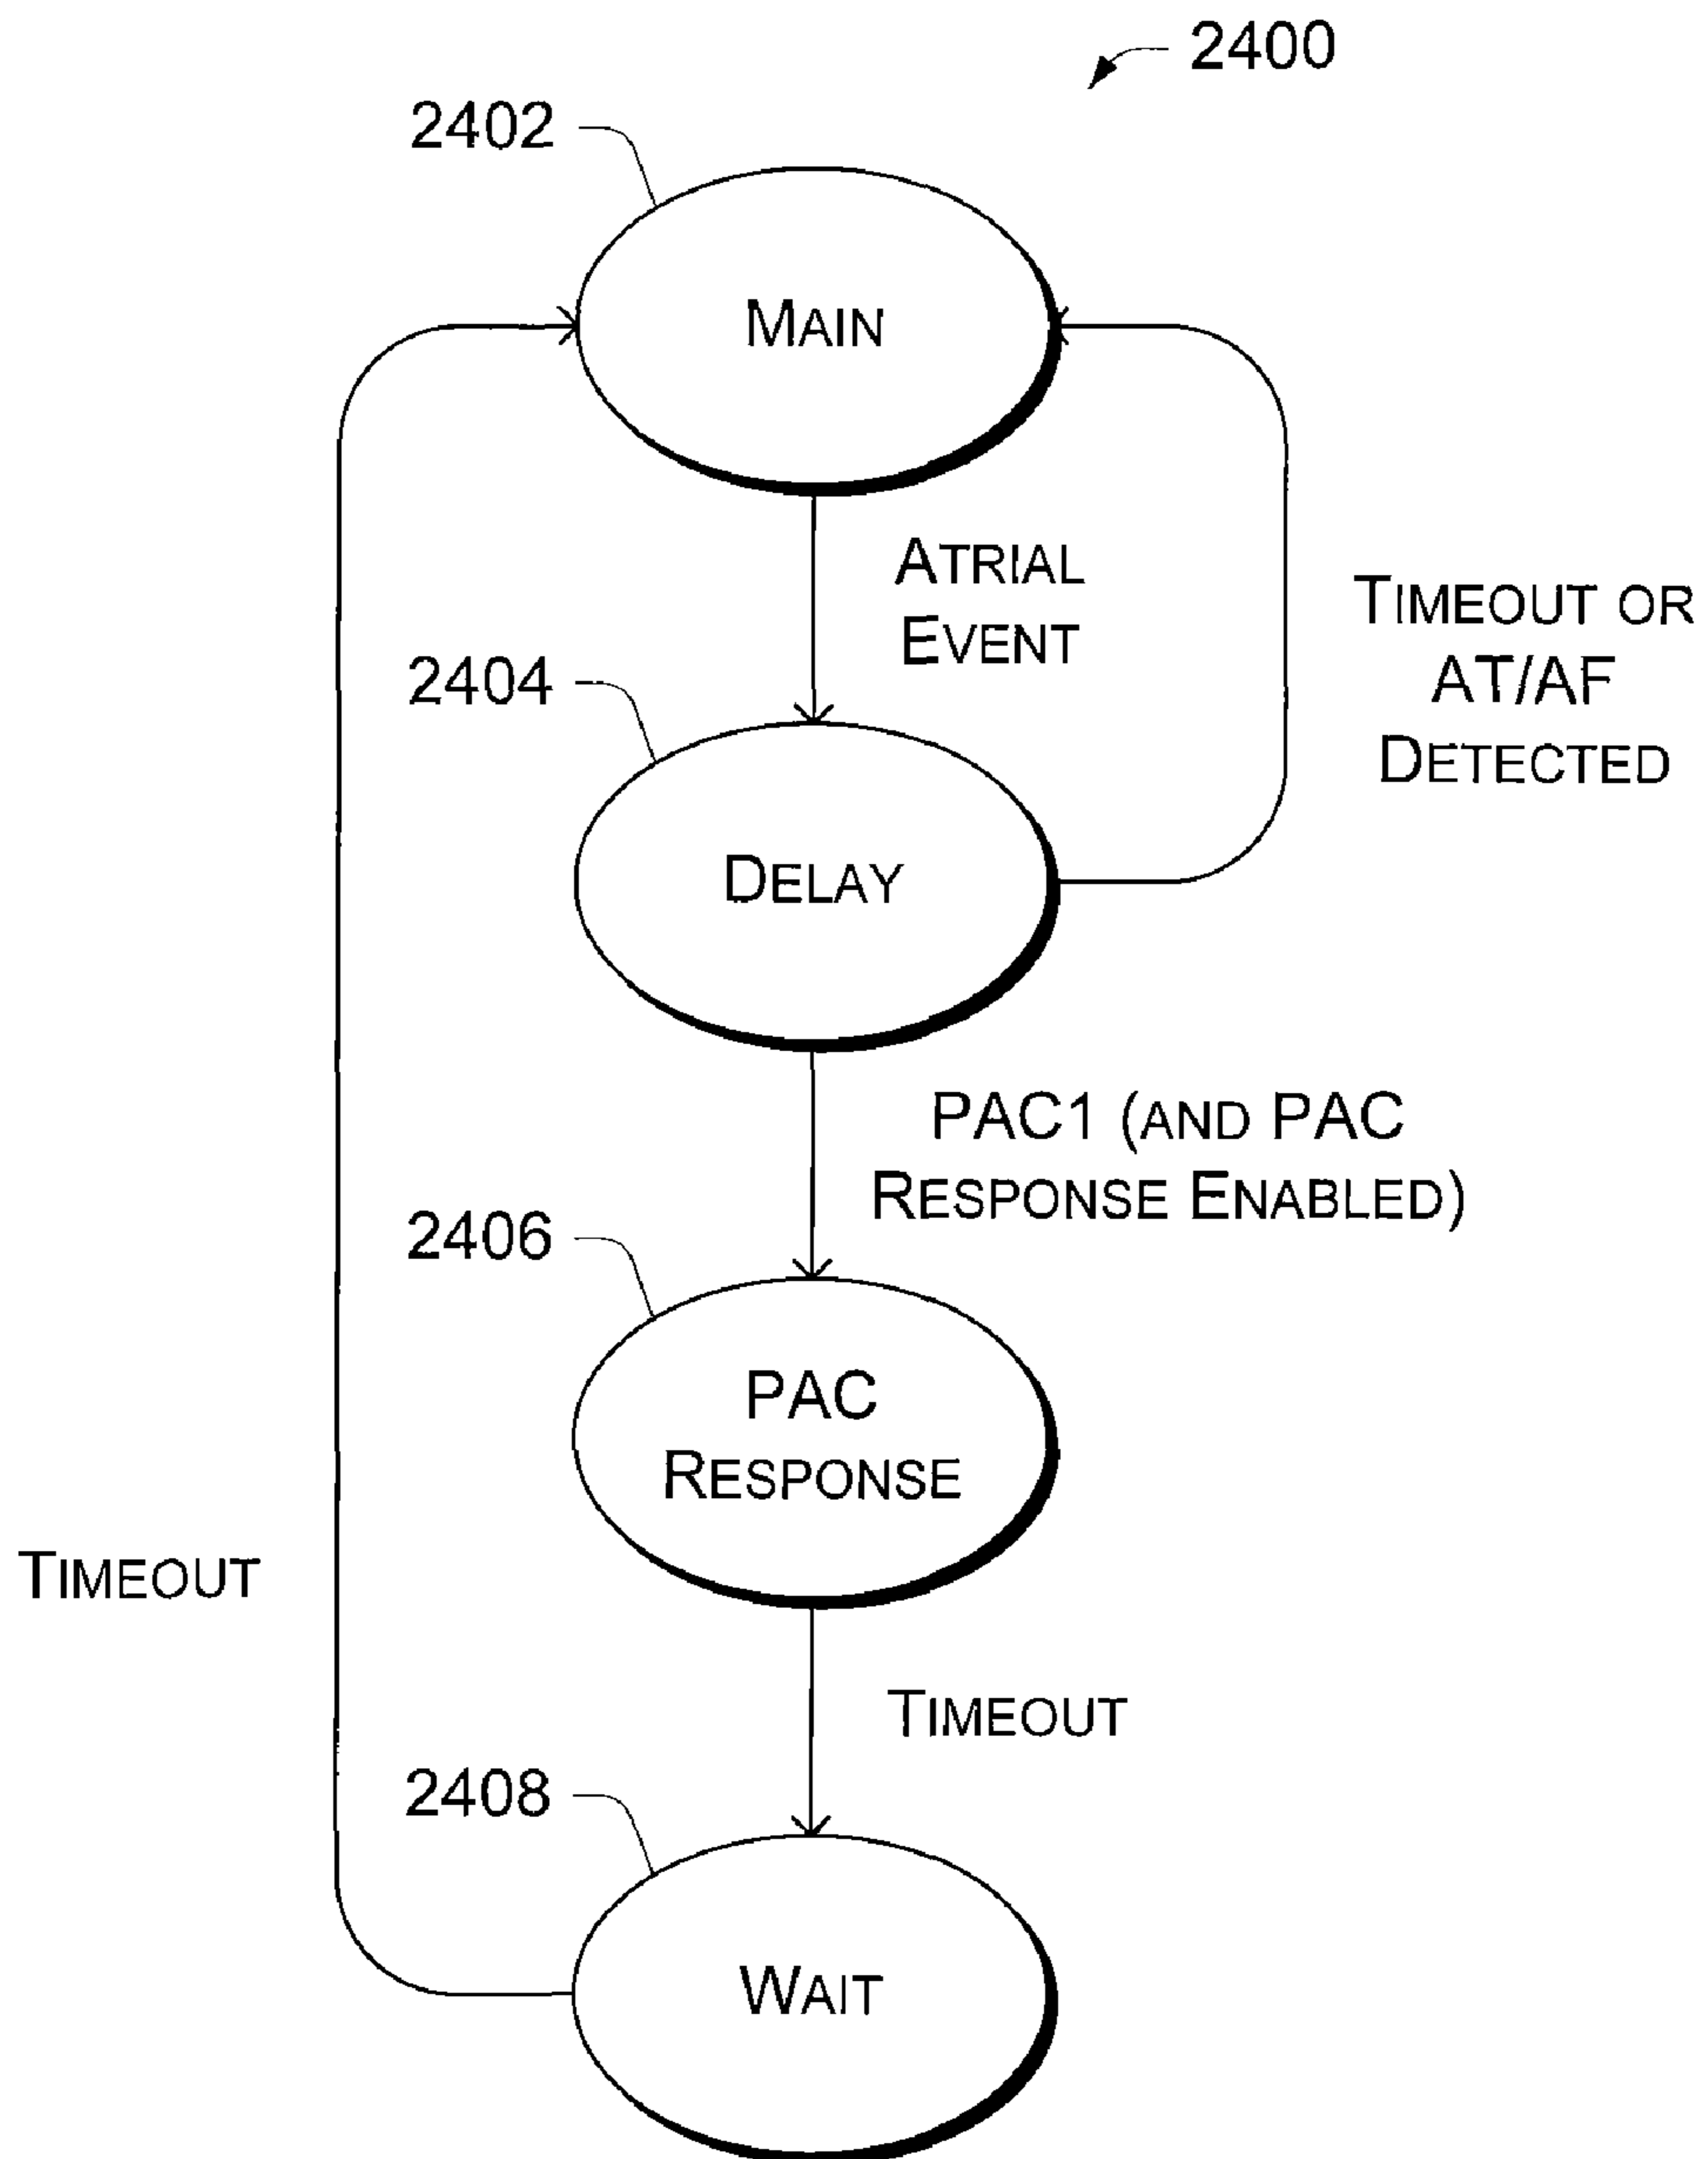 2400
2402
MAIN
ATRIAL
EVENT
TIMEOUT OR
AT/AF
DETECTED
2404
DELAY
PAC1 (AND PAC
RESPONSE ENABLED)
2406
PAC
RESPONSE
TIMEOUT
TIMEOUT
2408
WAIT